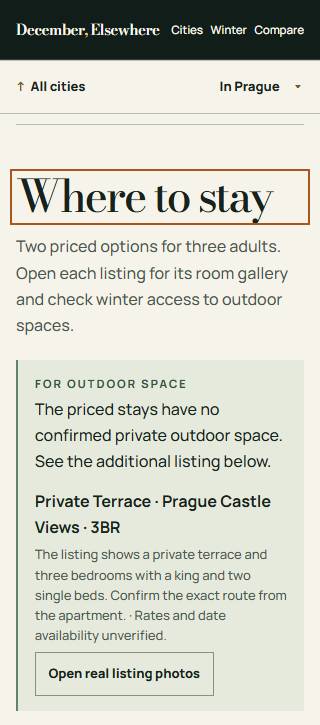 December, Elsewhere Cities Winter Compare
↑ All cities In Prague
Where to stay
Two priced options for three adults.
Open each listing for its room gallery
and check winter access to outdoor
spaces.
FOR OUTDOOR SPACE
The priced stays have no
confirmed private outdoor space.
See the additional listing below.
Private Terrace · Prague Castle
Views · 3BR
The listing shows a private terrace and
three bedrooms with a king and two
single beds. Confirm the exact route from
the apartment. · Rates and date
availability unverified.
Open real listing photos